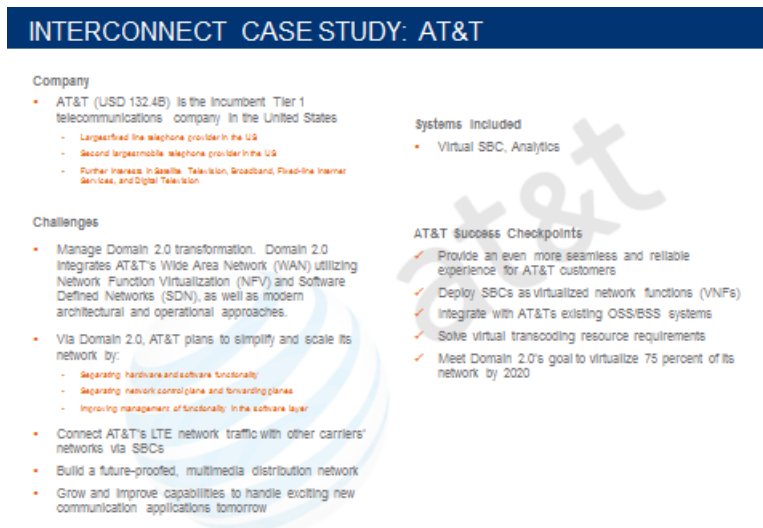 INTERCONNECT CASE STUDY: AT&T
Company
▪ AT&T (USD 132.4B) is the incumbent Tier 1
telecommunications company in the United States
- Largest fixed line telephone provider in the US
- Second largest mobile telephone provider in the US
- Further interests in Satellite Television, Broadband, Fixed-line Internet
Services, and Digital Television
Challenges
▪ Manage Domain 2.0 transformation. Domain 2.0
integrates AT&T's Wide Area Network (WAN) utilizing
Network Function Virtualization (NFV) and Software
Defined Networks (SDN), as well as modern
architectural and operational approaches.
▪ Via Domain 2.0, AT&T plans to simplify and scale its
network by:
- Separating hardware and software functionality
- Separating network control plane and forwarding planes
- Improving management of functionality in the software layer
▪ Connect AT&T's LTE network traffic with other carriers'
networks via SBCs
▪ Build a future-proofed, multimedia distribution network
▪ Grow and improve capabilities to handle exciting new
communication applications tomorrow
Systems Included
▪ Virtual SBC, Analytics
AT&T Success Checkpoints
✓ Provide an even more seamless and reliable
experience for AT&T customers
✓ Deploy SBCs as virtualized network functions (VNFs)
✓ Integrate with AT&Ts existing OSS/BSS systems
✓ Solve virtual transcoding resource requirements
✓ Meet Domain 2.0's goal to virtualize 75 percent of its
network by 2020
at&t